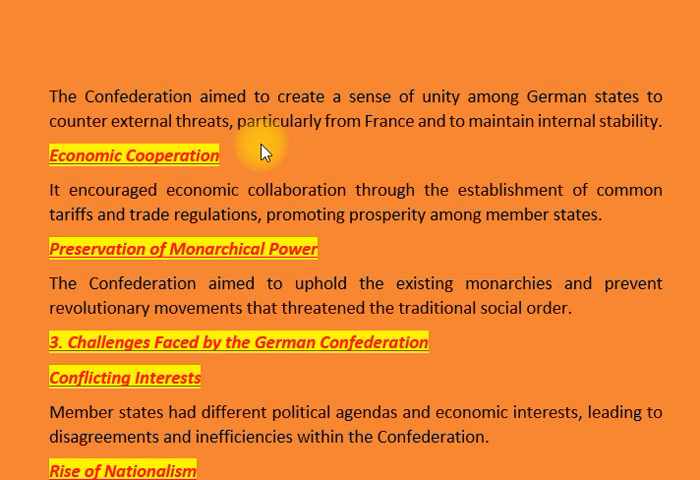 The Confederation aimed to create a sense of unity among German states to
counter external threats, particularly from France and to maintain internal stability.
Economic Cooperation
It encouraged economic collaboration through the establishment of common
tariffs and trade regulations, promoting prosperity among member states.
Preservation of Monarchical Power
The Confederation aimed to uphold the existing monarchies and prevent
revolutionary movements that threatened the traditional social order.
3. Challenges Faced by the German Confederation
Conflicting Interests
Member states had different political agendas and economic interests, leading to
disagreements and inefficiencies within the Confederation.
Rise of Nationalism